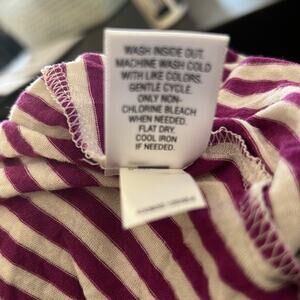 WASH INSIDE OUT.
MACHINE WASH COLD
WITH LIKE COLORS.
GENTLE CYCLE.
ONLY NON-
CHLORINE BLEACH
WHEN NEEDED.
FLAT DRY.
COOL IRON
IF NEEDED.